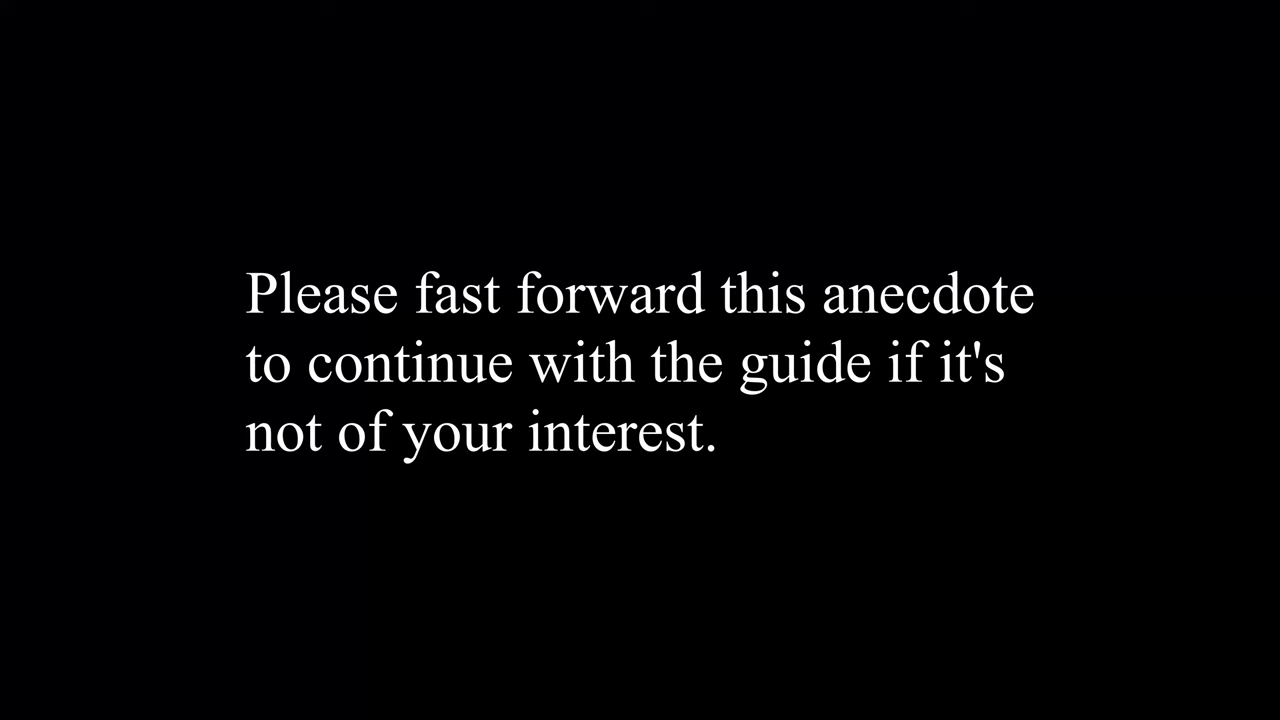 Please fast forward this anecdote
to continue with the guide if it's
not of your interest.